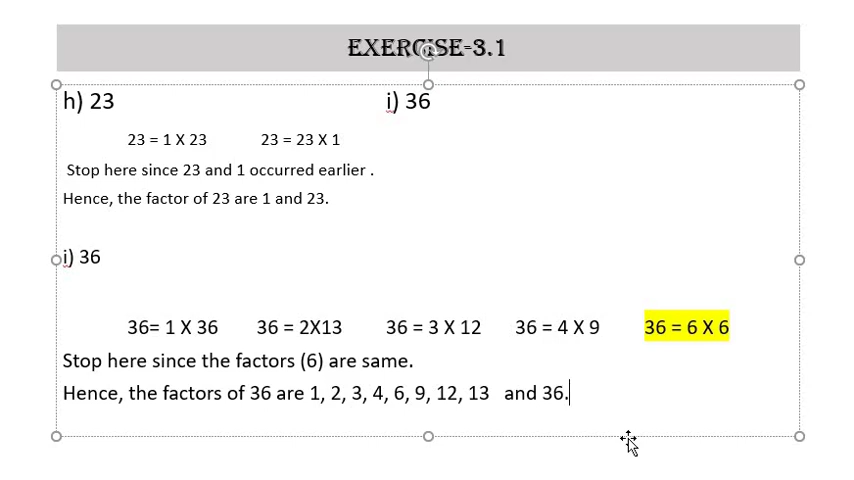 EXERCISE-3.1
h) 23 i) 36
23 = 1 X 23 23 = 23 X 1
Stop here since 23 and 1 occurred earlier .
Hence, the factor of 23 are 1 and 23.
i) 36
36= 1 X 36 36 = 2X13 36 = 3 X 12 36 = 4 X 9 36 = 6 X 6
Stop here since the factors (6) are same.
Hence, the factors of 36 are 1, 2, 3, 4, 6, 9, 12, 13 and 36.